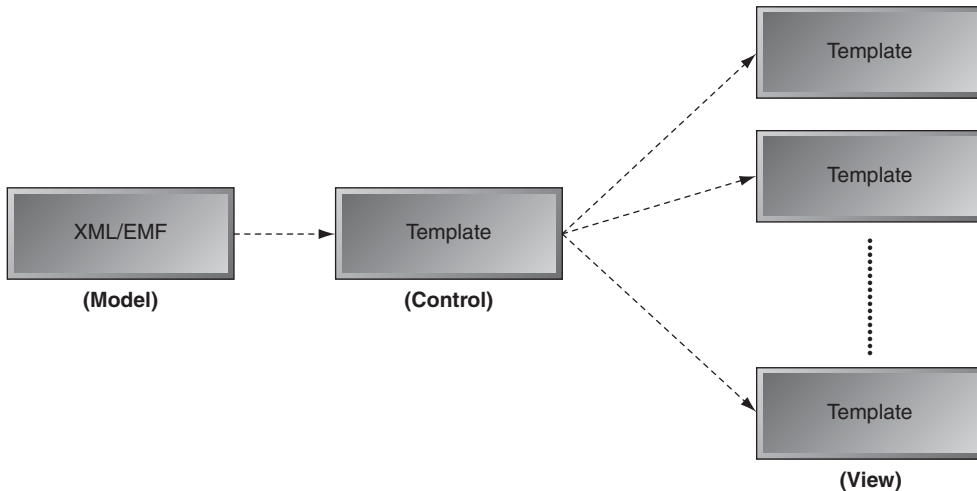 Template
Template
XML/EMF
Template
(Model)
(Control)
Template
(View)